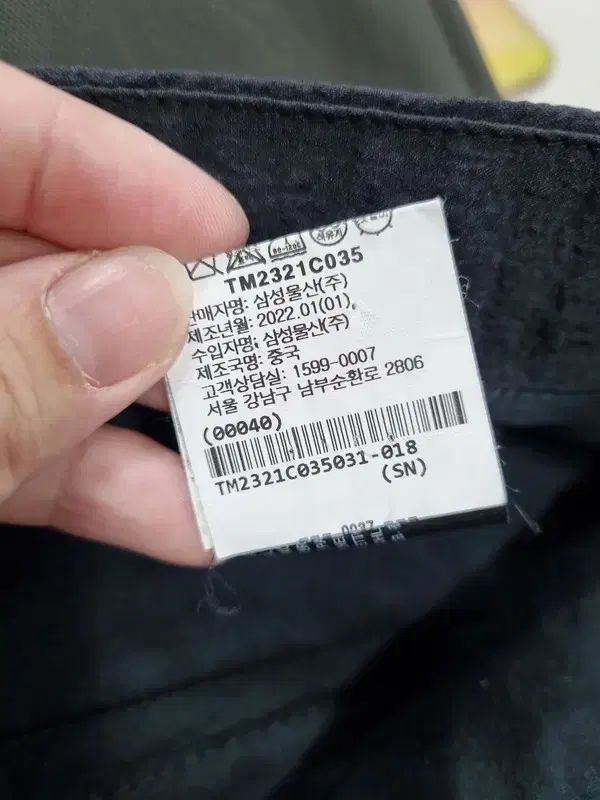 TM2321C035
판매자명: 삼성물산(주)
제조년월: 2022.01(01)
수입자명: 삼성물산(주)
제조국명: 중국
고객상담실: 1599-0007
서울 강남구 남부순환로 2806
(00040)
TM2321C035031-018
(SN)